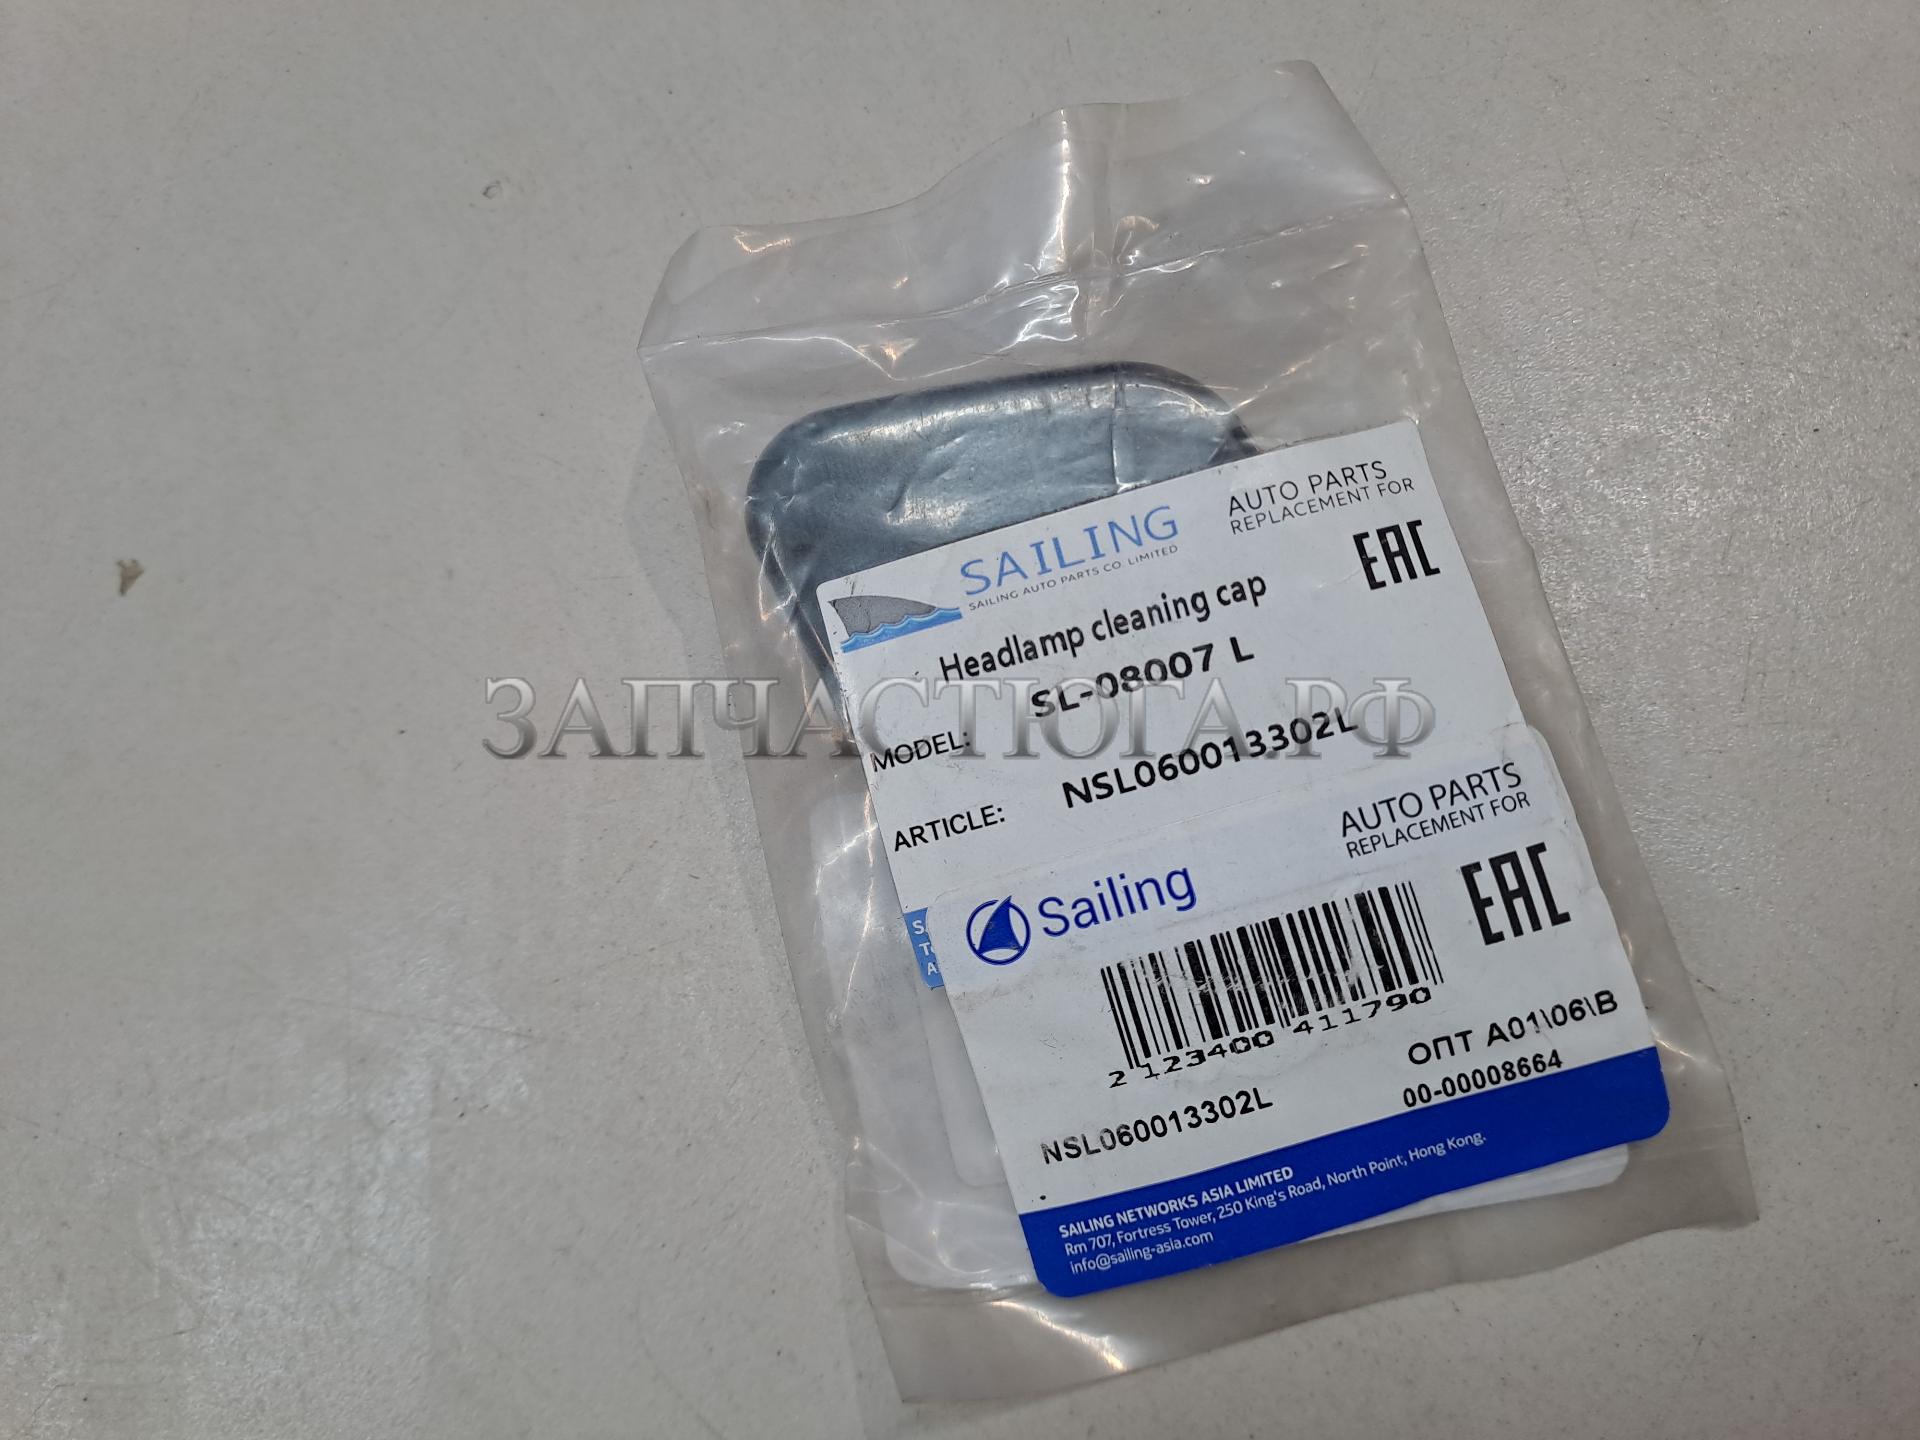 SAILING
SAILING AUTO PARTS CO. LIMITED
AUTO PARTS
REPLACEMENT FOR
EAC
Headlamp cleaning cap
MODEL: SL-08007 L
ARTICLE: NSL060013302L
ЗАПЧАСТЮГА.РФ
Sailing
AUTO PARTS
REPLACEMENT FOR
EAC
2 123400 411790
ОПТ A01\06\B
NSL060013302L
00-00008664
SAILING NETWORKS ASIA LIMITED
Rm 707, Fortress Tower, 250 King's Road, North Point, Hong Kong.
info@sailing-asia.com